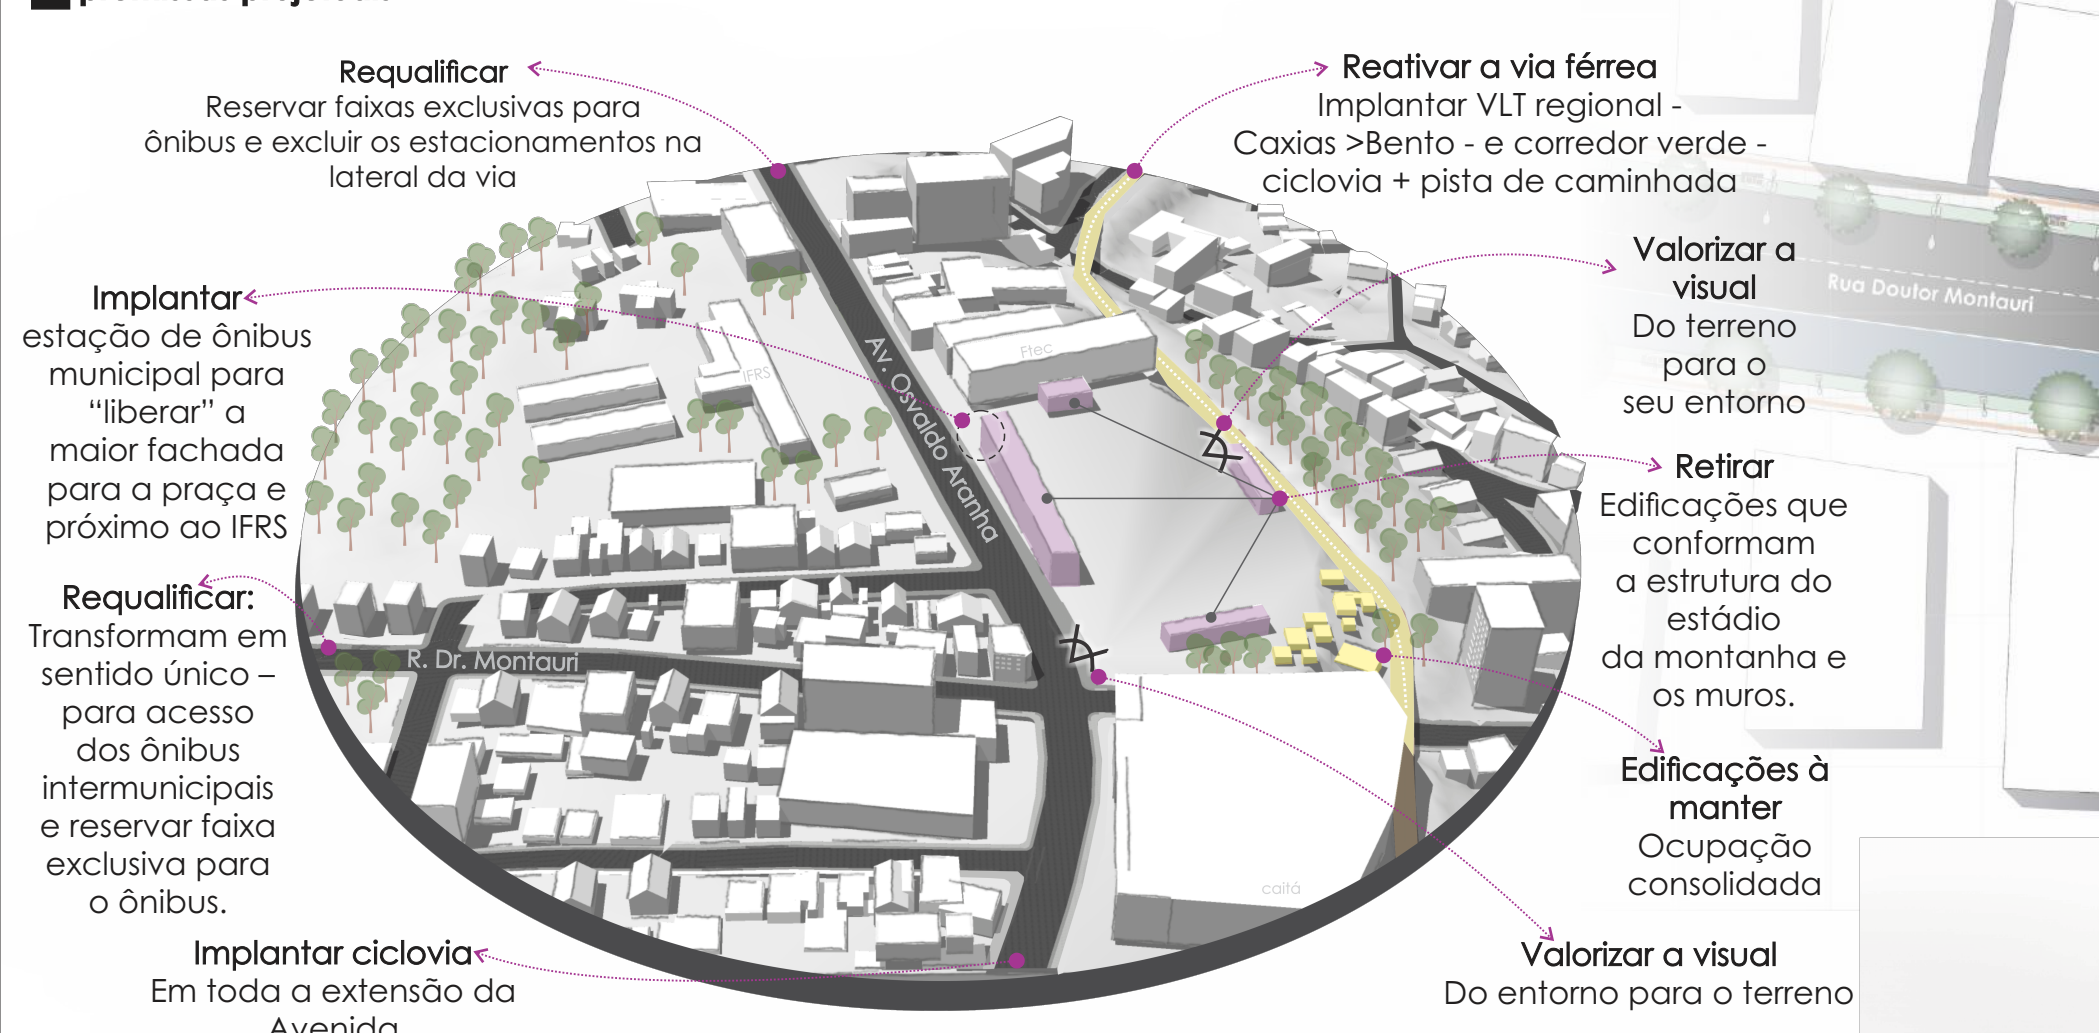 premissas projetuais
Requalificar
Reservar faixas exclusivas para
ônibus e excluir os estacionamentos na
lateral da via
Reativar a via férrea
Implantar VLT regional -
Caxias >Bento - e corredor verde -
ciclovia + pista de caminhada
Valorizar a
visual
Do terreno
para o
seu entorno
Rua Doutor Montauri
Implantar
estação de ônibus
municipal para
“liberar” a
maior fachada
para a praça e
próximo ao IFRS
Av. Osvaldo Aranha
Ftec
IFRS
Retirar
Edificações que
conformam
a estrutura do
estádio
da montanha e
os muros.
Requalificar:
Transformam em
sentido único –
para acesso
dos ônibus
intermunicipais
e reservar faixa
exclusiva para
o ônibus.
R. Dr. Montauri
Edificações à
manter
Ocupação
consolidada
caitá
Implantar ciclovia
Em toda a extensão da
Avenida
Valorizar a visual
Do entorno para o terreno